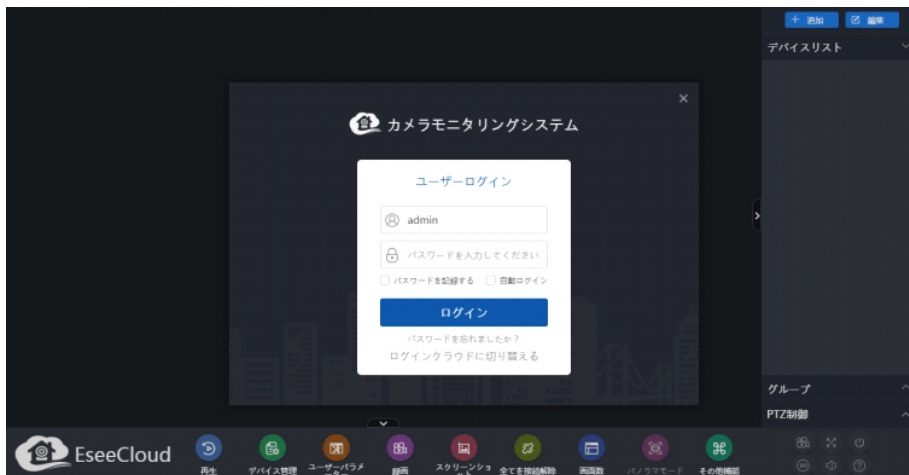 追加
編集
デバイスリスト
カメラモニタリングシステム
ユーザーログイン
admin
パスワードを入力してください
パスワードを記録する
自動ログイン
ログイン
パスワードを忘れましたか?
ログインクラウドに切り替える
グループ
PTZ制御
EseeCloud
再生
デバイス管理
ユーザーパラメ
ーター
録画
スクリーンショ
ット
全てを接続解除
画面数
パノラマモード
その他機能